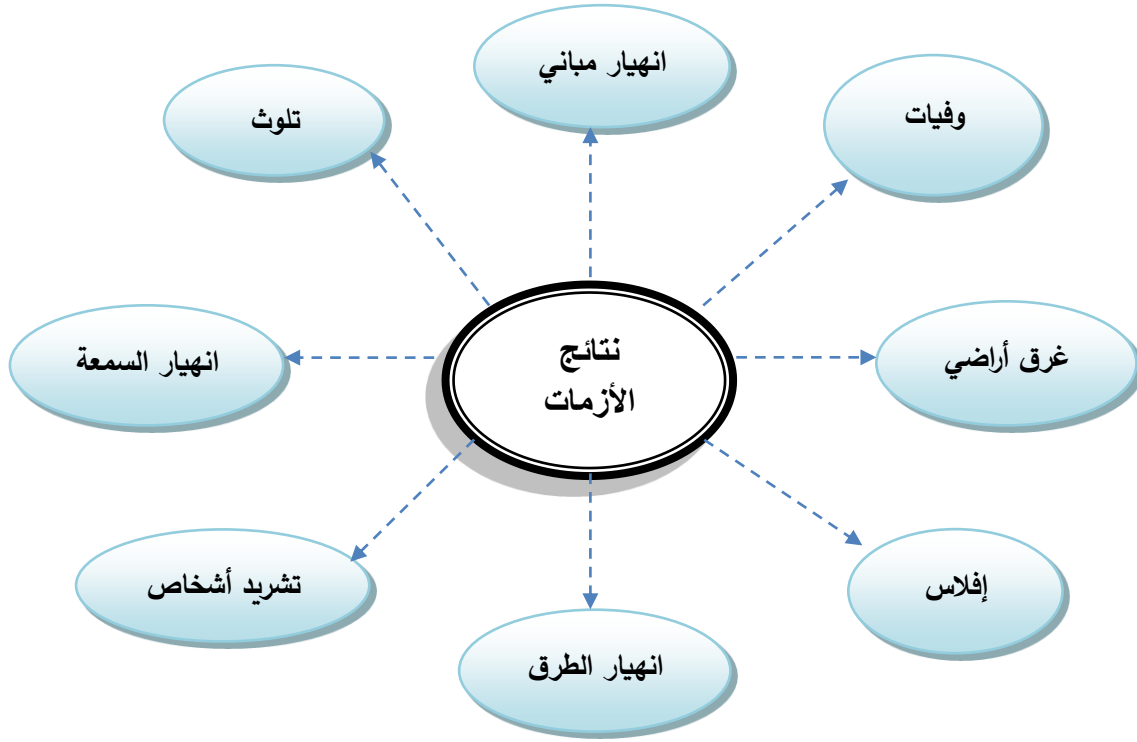 انهيار مباني
وفيات
تلوث
نتائج
الأزمات
غرق أراضي
انهيار السمعة
إفلاس
تشريد أشخاص
انهيار الطرق